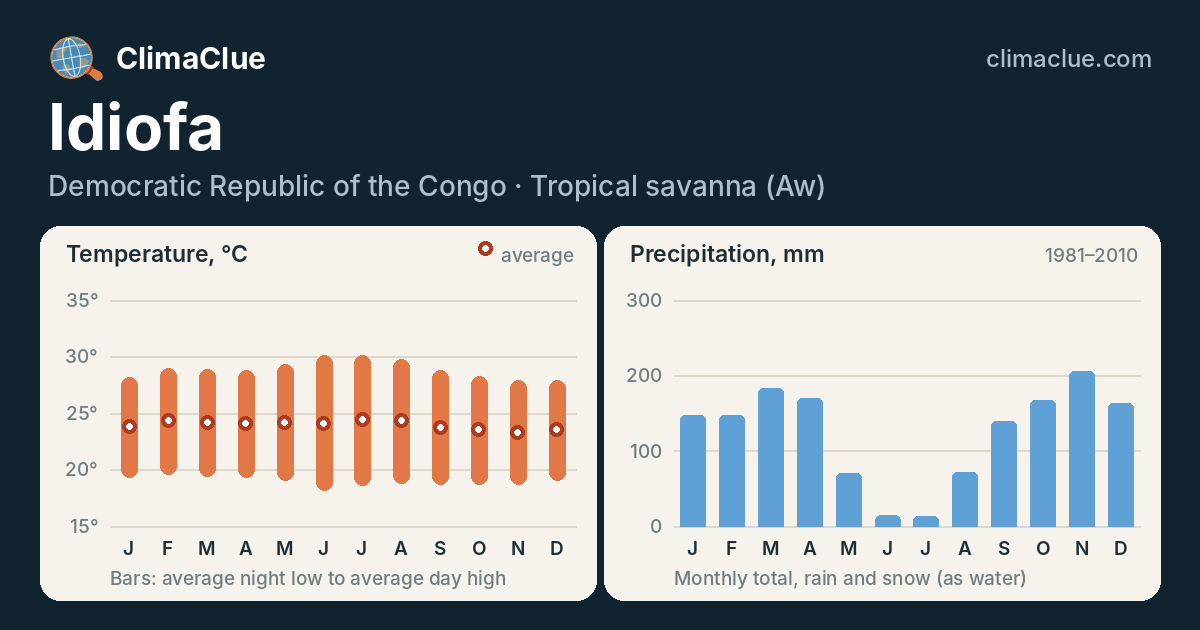 ClimaClue
climaclue.com
Idiofa
Democratic Republic of the Congo · Tropical savanna (Aw)
Temperature, °C
average
35°
30°
25°
20°
15°
J F M A M J J A S O N D
Bars: average night low to average day high
Precipitation, mm
1981–2010
300
200
100
0
J F M A M J J A S O N D
Monthly total, rain and snow (as water)